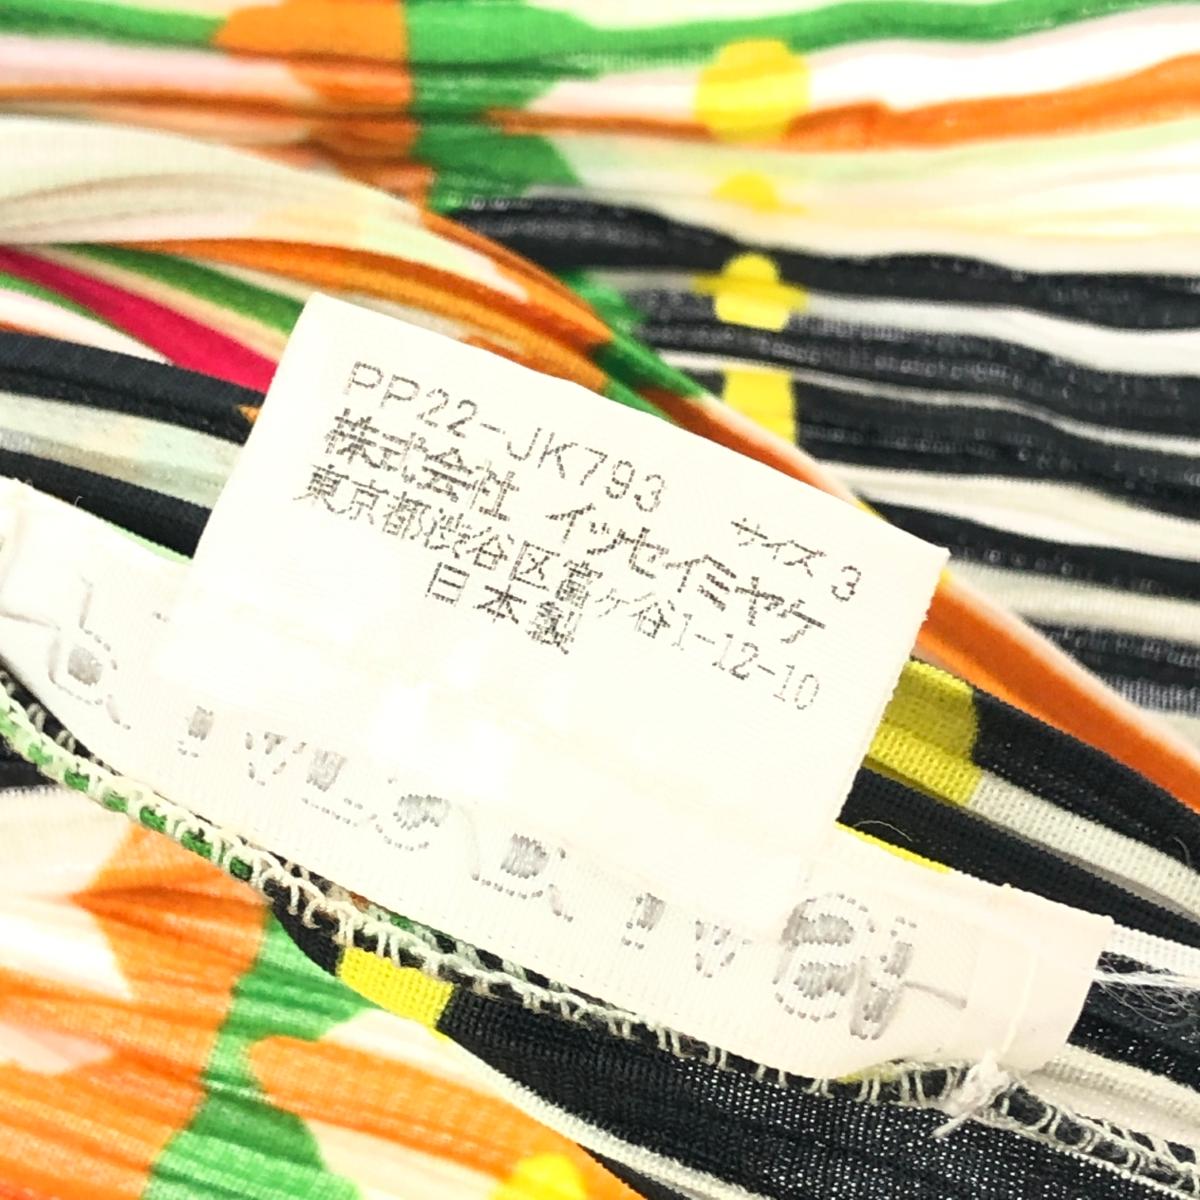 PP22-JK793
サイズ 3
株式会社 イッセイミヤケ
東京都渋谷区富ヶ谷1-12-10
日本製